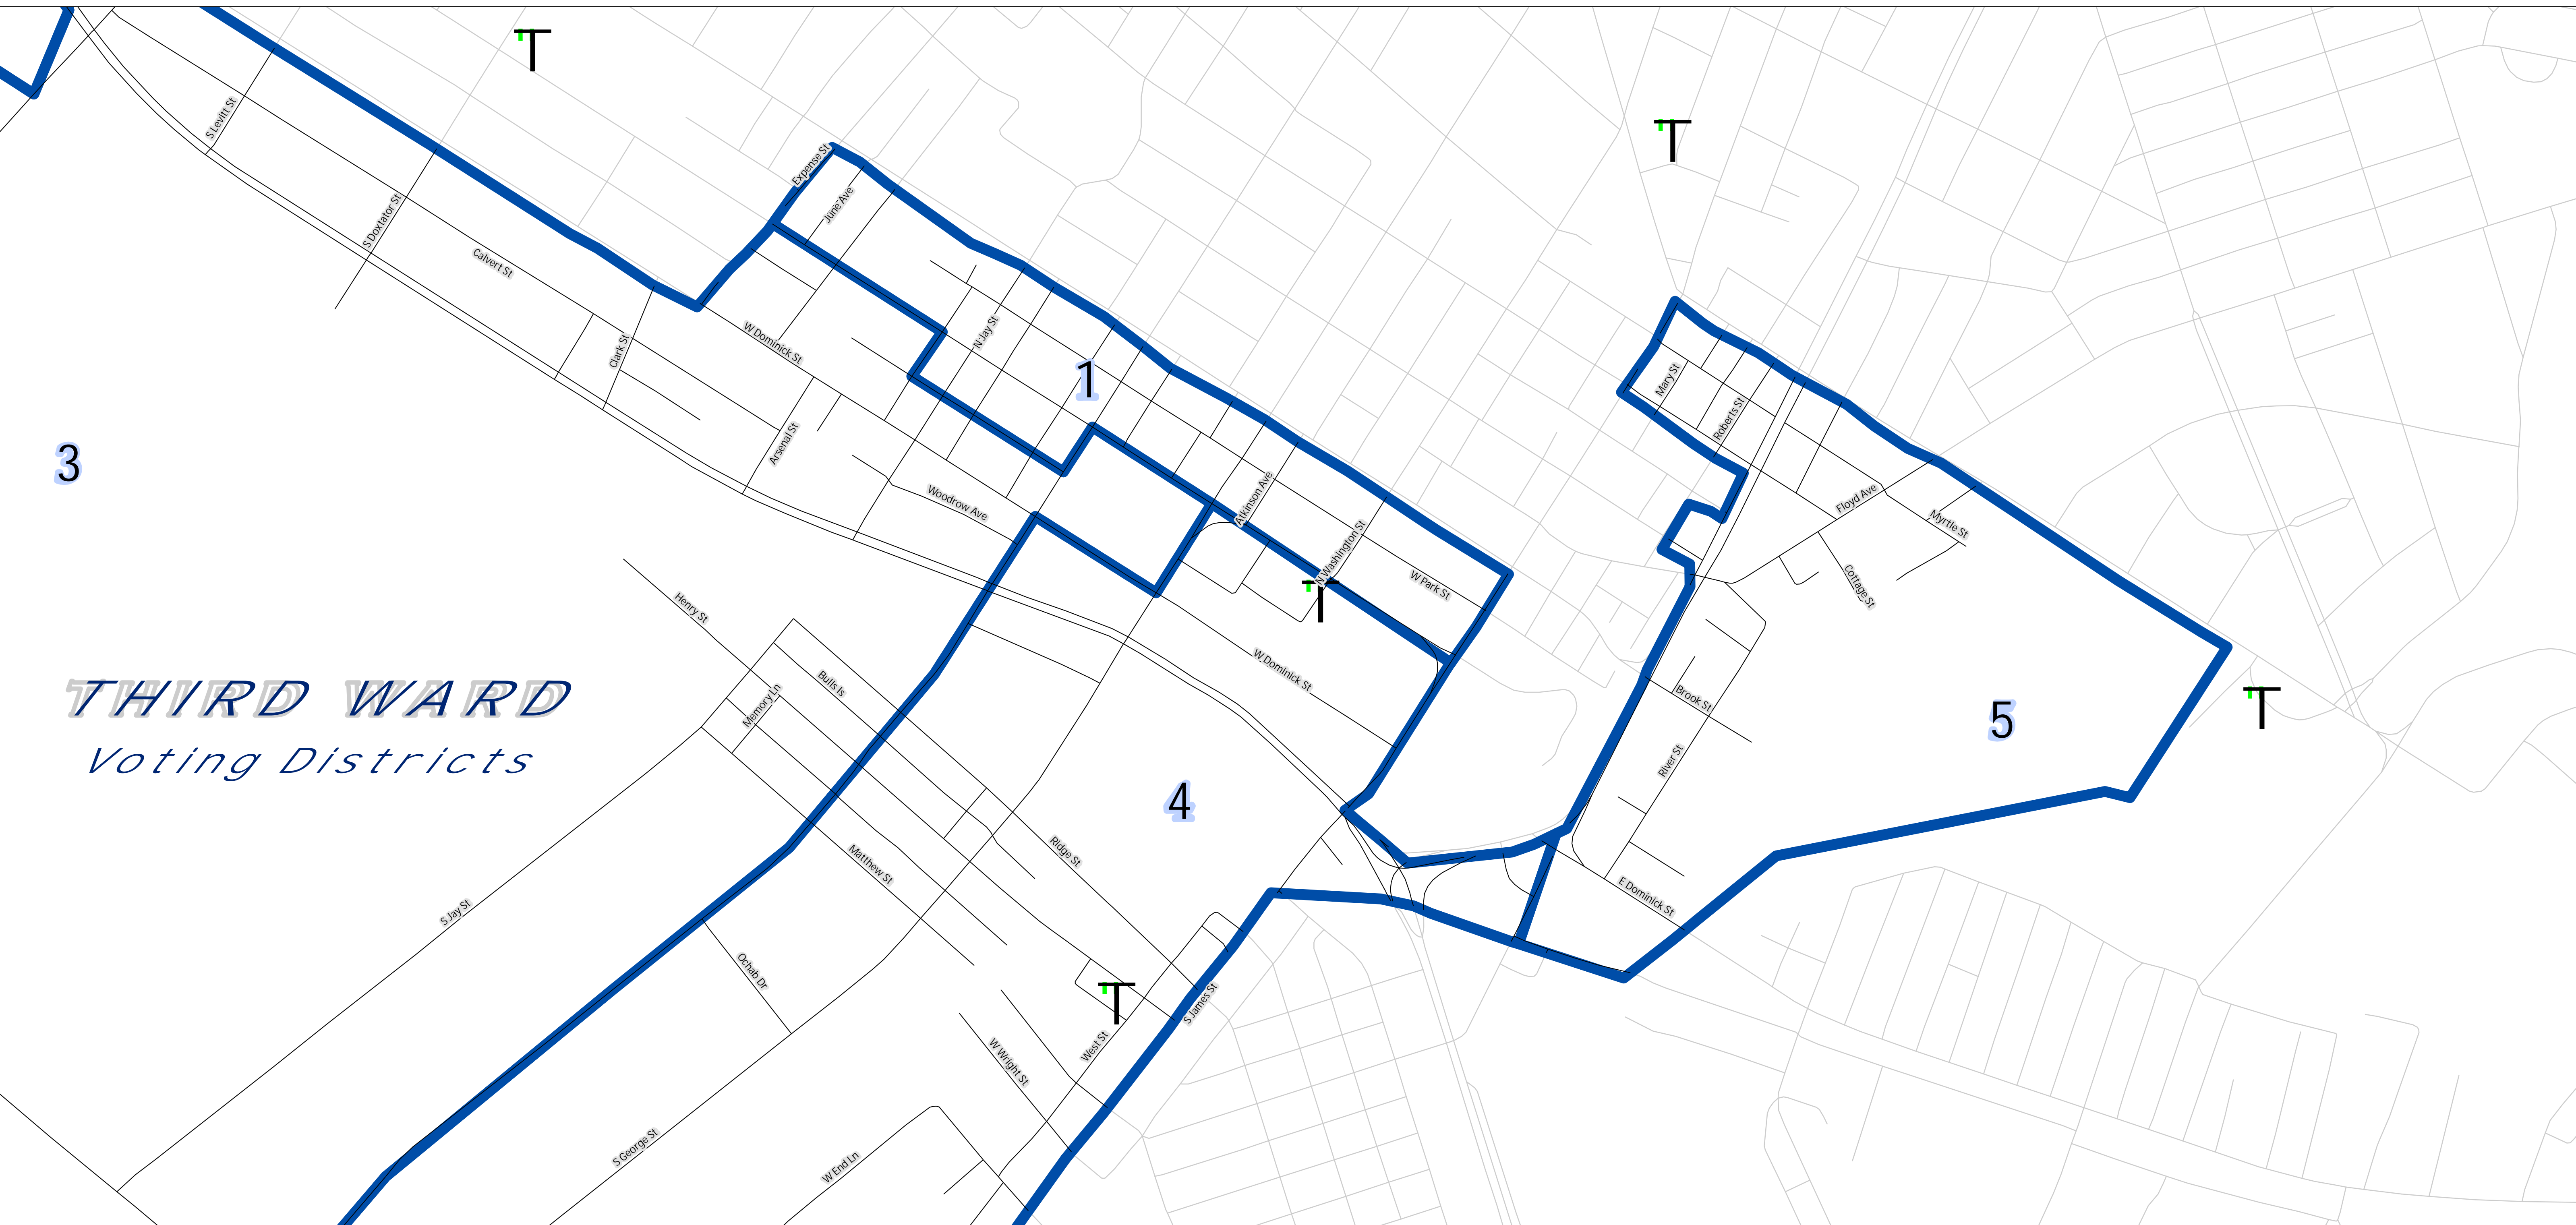 S Levitt St
Expense St
June Ave
S Doxtator St
Calvert St
W Dominick St
N Jay St
Clark St
1
Mary St
Roberts St
3
Arsenal St
Woodrow Ave
Atkinson Ave
Floyd Ave
Myrtle St
N Washington St
W Park St
Cottage St
Henry St
W Dominick St
THIRD WARD
Voting Districts
Memory Ln
Bulls Is
Brook St
5
River St
4
Ridge St
Matthew St
S Jay St
E Dominick St
Ochab Dr
S James St
West St
W Wright St
S George St
W End Ln